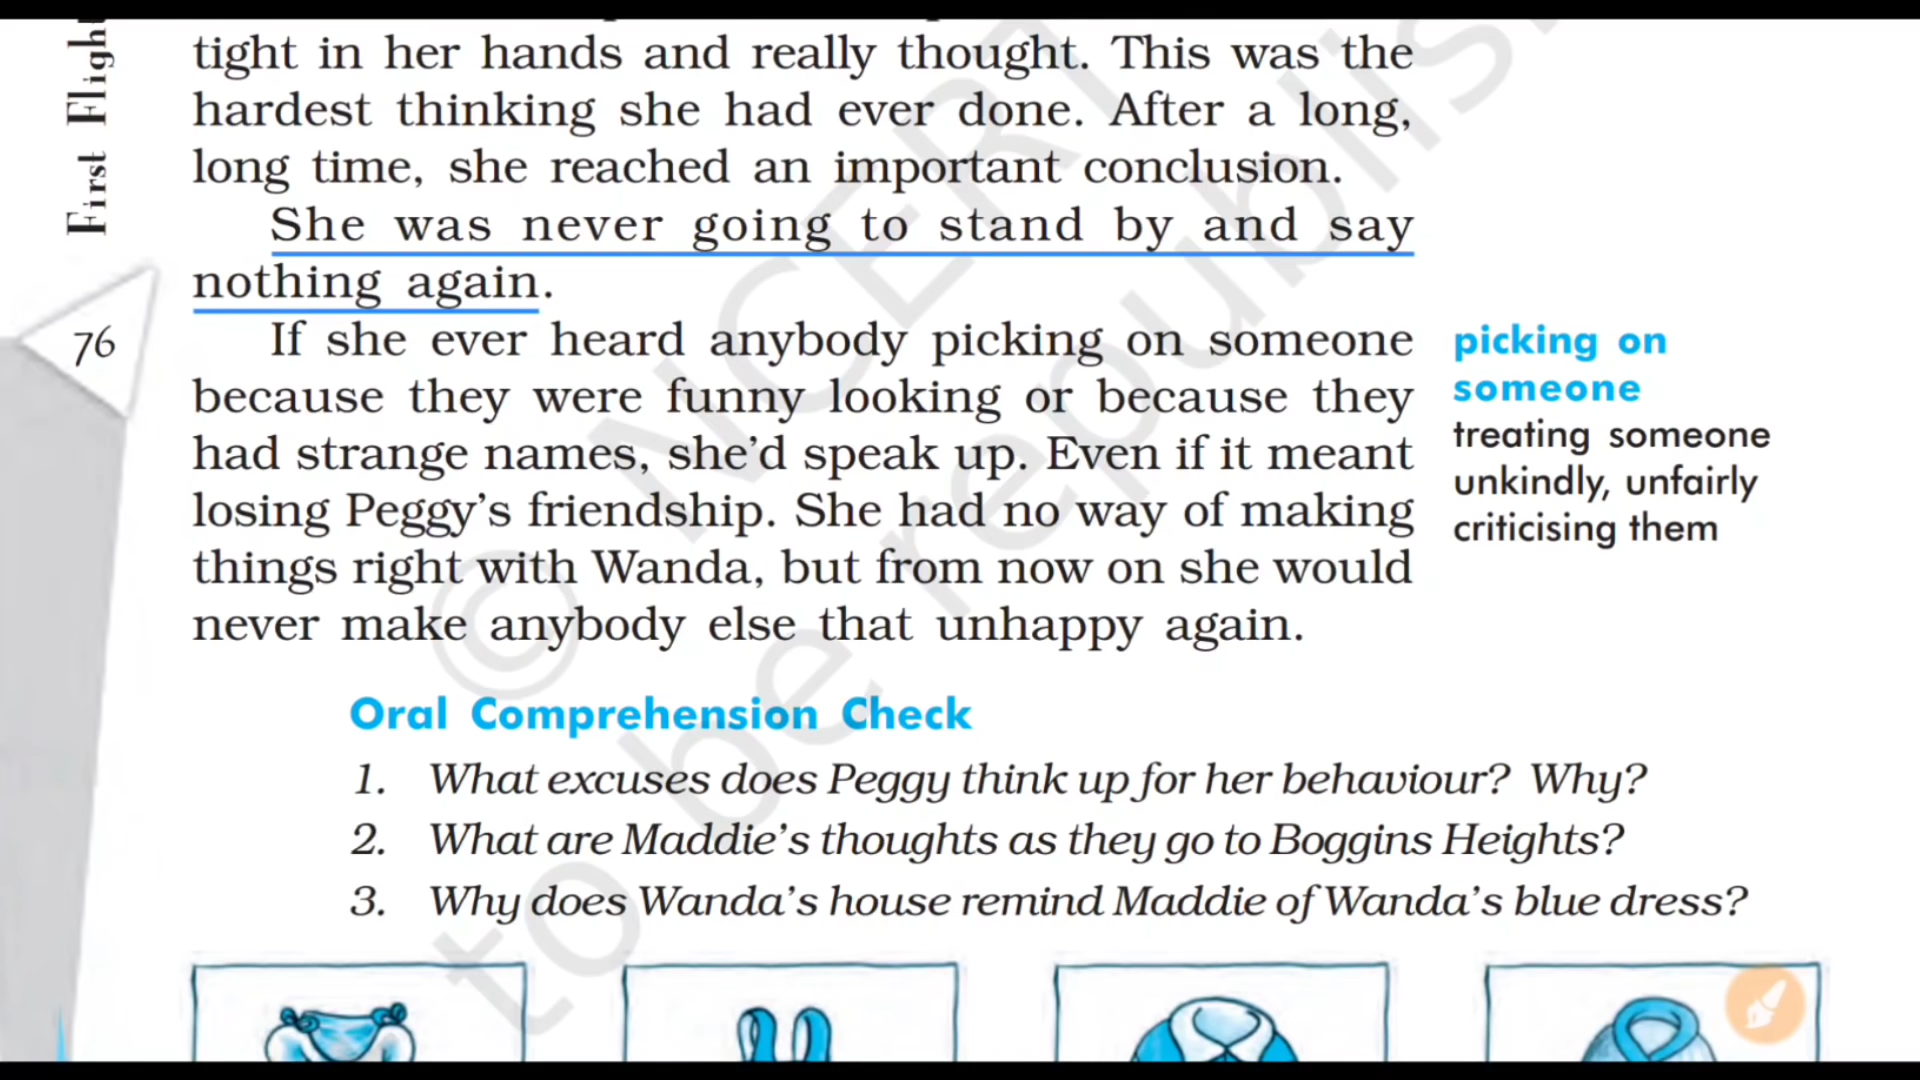 First Flight
tight in her hands and really thought. This was the
hardest thinking she had ever done. After a long,
long time, she reached an important conclusion.
She was never going to stand by and say
nothing again.
76
If she ever heard anybody picking on someone
because they were funny looking or because they
had strange names, she'd speak up. Even if it meant
losing Peggy's friendship. She had no way of making
things right with Wanda, but from now on she would
never make anybody else that unhappy again.
picking on
someone
treating someone
unkindly, unfairly
criticising them
Oral Comprehension Check
1. What excuses does Peggy think up for her behaviour? Why?
2. What are Maddie's thoughts as they go to Boggins Heights?
3. Why does Wanda's house remind Maddie of Wanda's blue dress?
© NCERT
to be republis